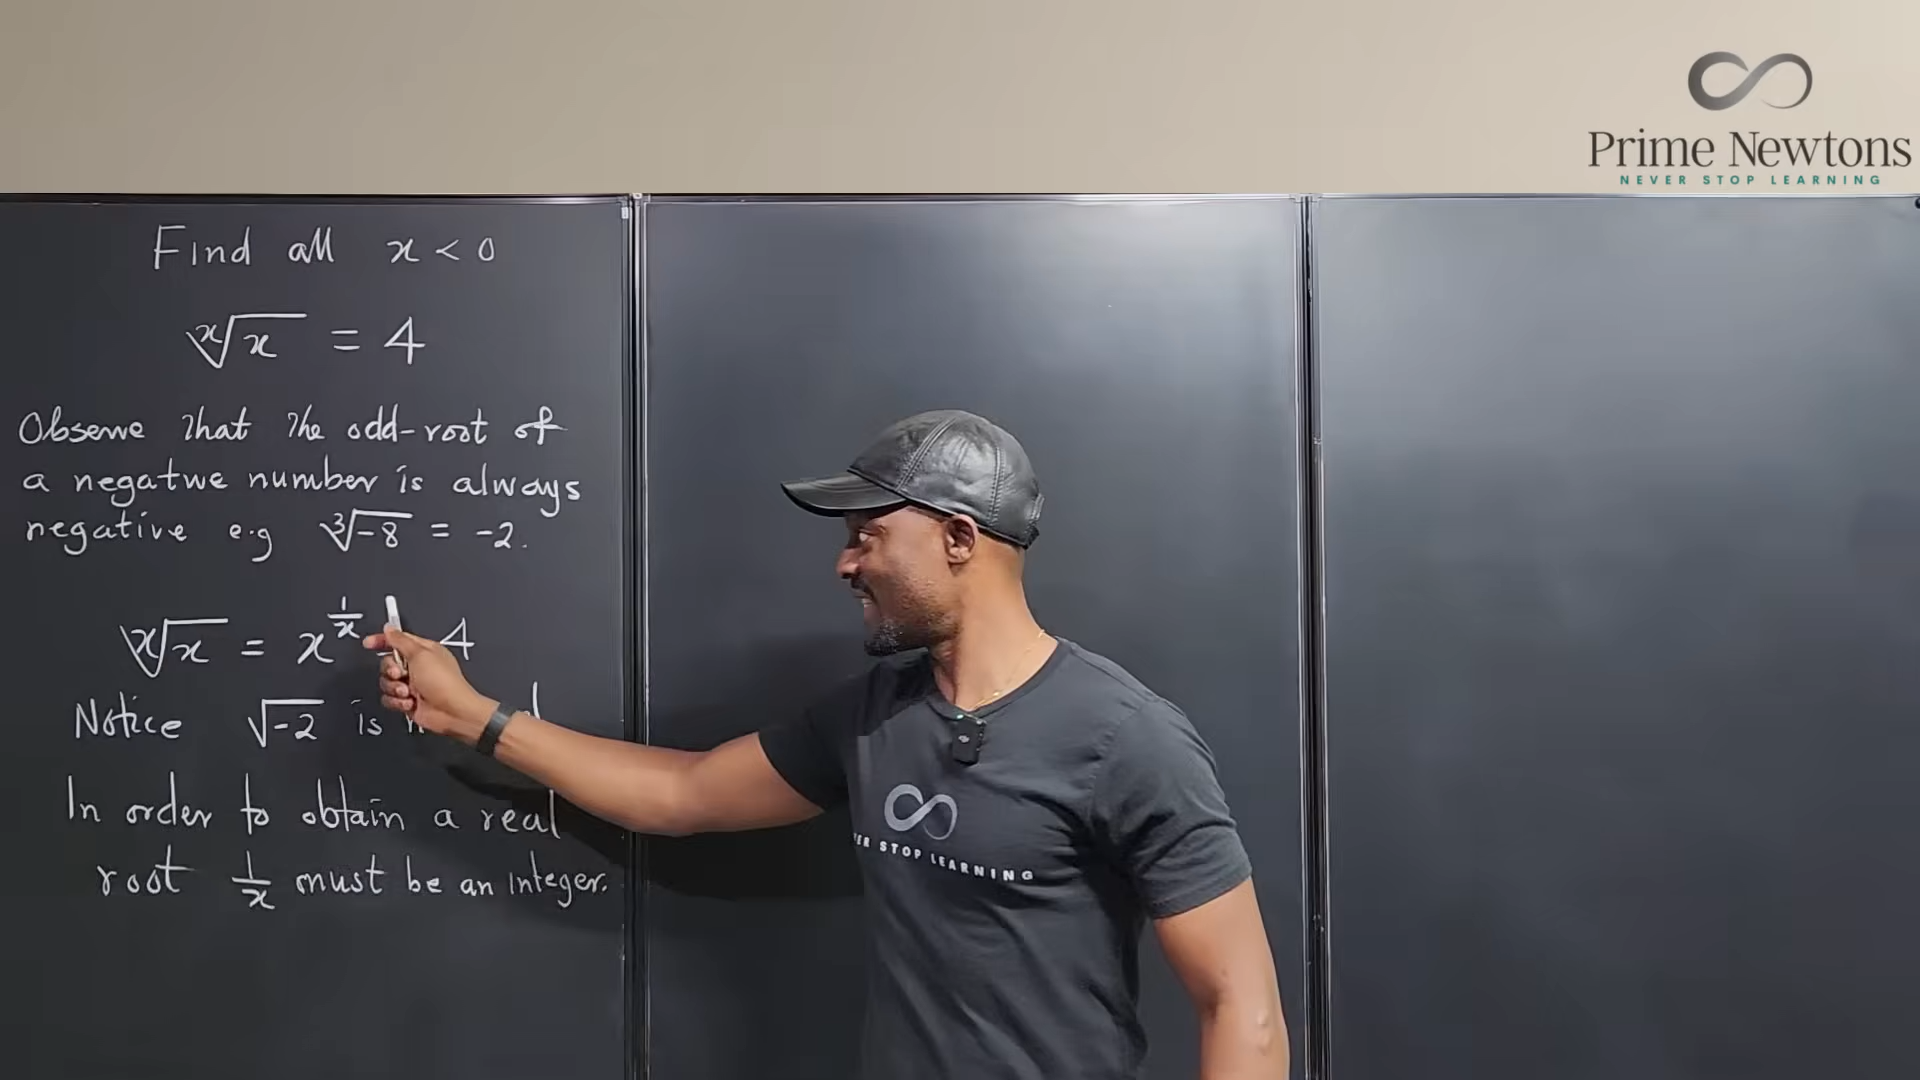 Prime Newtons
NEVER STOP LEARNING
Find all x < 0
ˣ√x = 4
Observe that the odd-root of
a negative number is always
negative e.g ³√-8 = -2.
ˣ√x = x^(1/x) = 4
Notice √-2 is
In order to obtain a real
root 1/x must be an integer.
STOP LEARNING